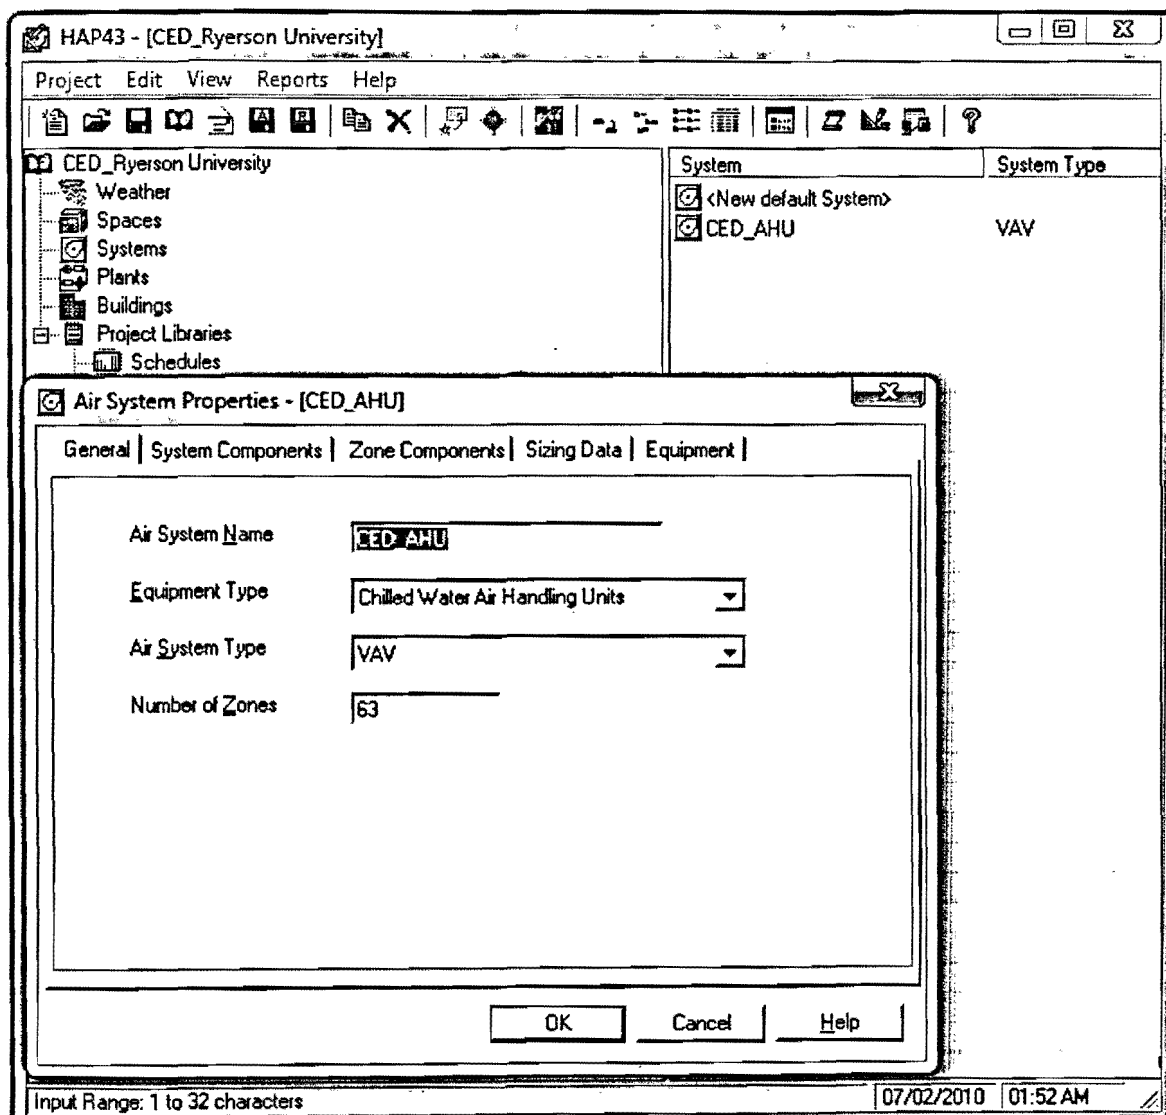 HAP43 - [CED_Ryerson University]
Project Edit View Reports Help
CED_Ryerson University
Weather
Spaces
Systems
Plants
Buildings
Project Libraries
Schedules
System System Type
<New default System>
CED_AHU VAV
Air System Properties - [CED_AHU]
General System Components Zone Components Sizing Data Equipment
Air System Name CED_AHU
Equipment Type Chilled Water Air Handling Units
Air System Type VAV
Number of Zones 63
OK Cancel Help
Input Range: 1 to 32 characters 07/02/2010 01:52 AM